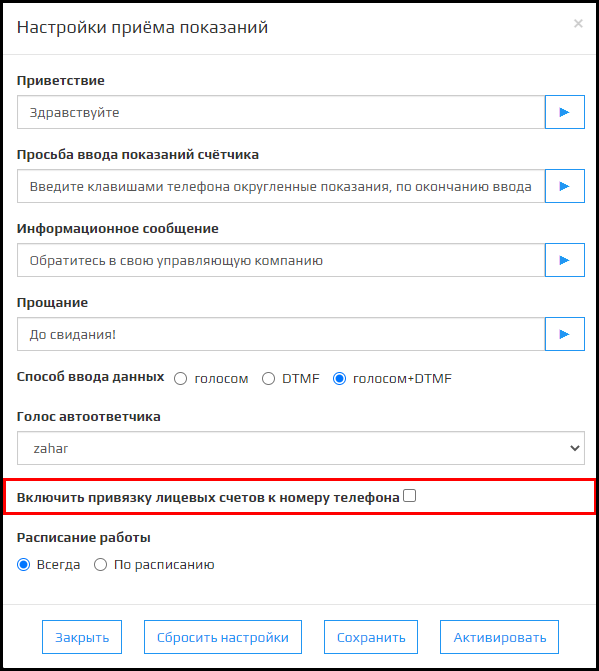 Настройки приёма показаний ×
Приветствие
Здравствуйте
Просьба ввода показаний счётчика
Введите клавишами телефона округленные показания, по окончанию ввода
Информационное сообщение
Обратитесь в свою управляющую компанию
Прощание
До свидания!
Способ ввода данных голосом DTMF голосом+DTMF
Голос автоответчика
zahar
Включить привязку лицевых счетов к номеру телефона
Расписание работы
Всегда По расписанию
Закрыть Сбросить настройки Сохранить Активировать